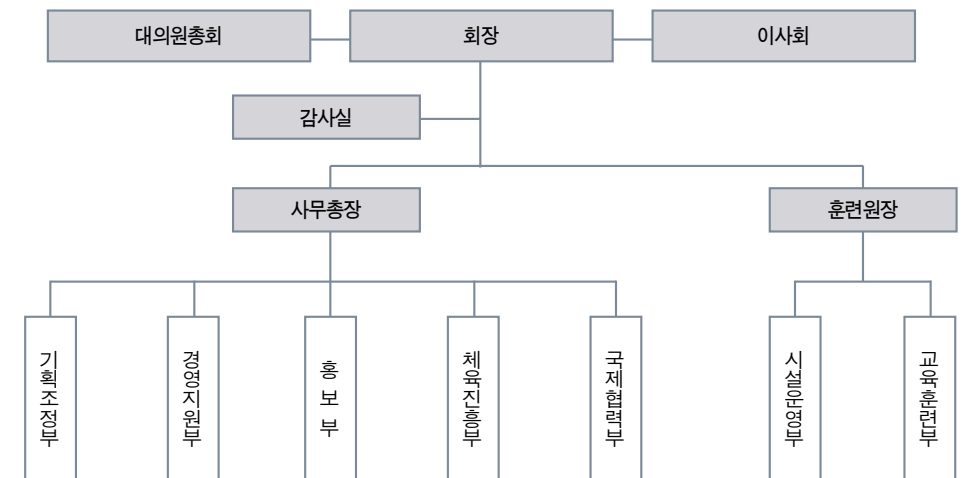 대의원총회
회장
이사회
감사실
사무총장
훈련원장
기획조정부
경영지원부
홍보부
체육진흥부
국제협력부
시설운영부
교육훈련부